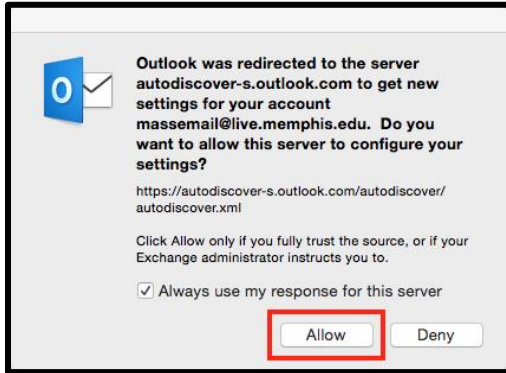 Outlook was redirected to the server
autodiscover-s.outlook.com to get new
settings for your account
massemail@live.memphis.edu. Do you
want to allow this server to configure your
settings?
https://autodiscover-s.outlook.com/autodiscover/
autodiscover.xml
Click Allow only if you fully trust the source, or if your
Exchange administrator instructs you to.
Always use my response for this server
Allow Deny